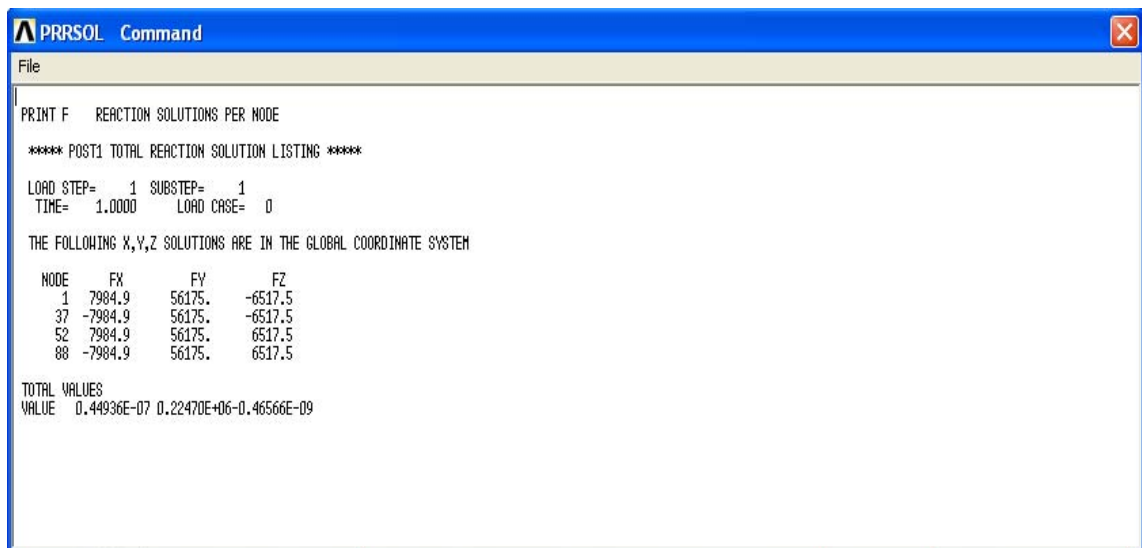 PRRSOL Command
File
PRINT F REACTION SOLUTIONS PER NODE
***** POST1 TOTAL REACTION SOLUTION LISTING *****
LOAD STEP= 1 SUBSTEP= 1
TIME= 1.0000 LOAD CASE= 0
THE FOLLOWING X,Y,Z SOLUTIONS ARE IN THE GLOBAL COORDINATE SYSTEM
NODE FX FY FZ
1 7984.9 56175. -6517.5
37 -7984.9 56175. -6517.5
52 7984.9 56175. 6517.5
88 -7984.9 56175. 6517.5
TOTAL VALUES
VALUE 0.44936E-07 0.22470E+06-0.46566E-09